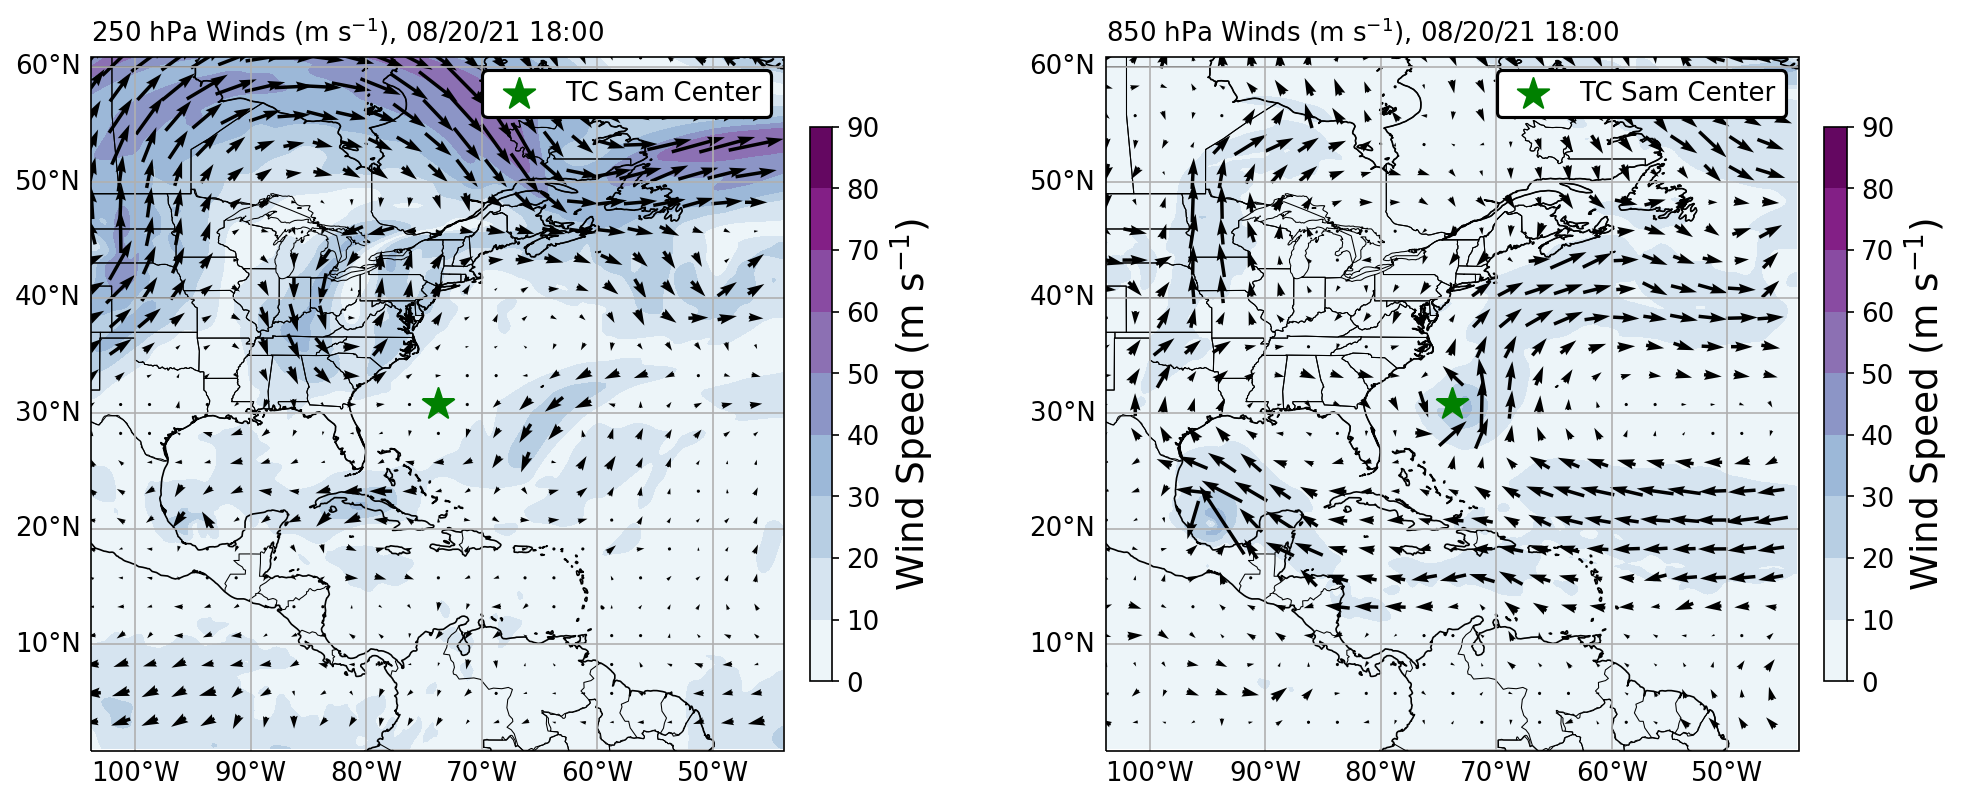 250 hPa Winds (m s⁻¹), 08/20/21 18:00
TC Sam Center
60°N
50°N
40°N
30°N
20°N
10°N
100°W 90°W 80°W 70°W 60°W 50°W
90
80
70
60
50
40
30
20
10
0
Wind Speed (m s⁻¹)
850 hPa Winds (m s⁻¹), 08/20/21 18:00
TC Sam Center
60°N
50°N
40°N
30°N
20°N
10°N
100°W 90°W 80°W 70°W 60°W 50°W
90
80
70
60
50
40
30
20
10
0
Wind Speed (m s⁻¹)